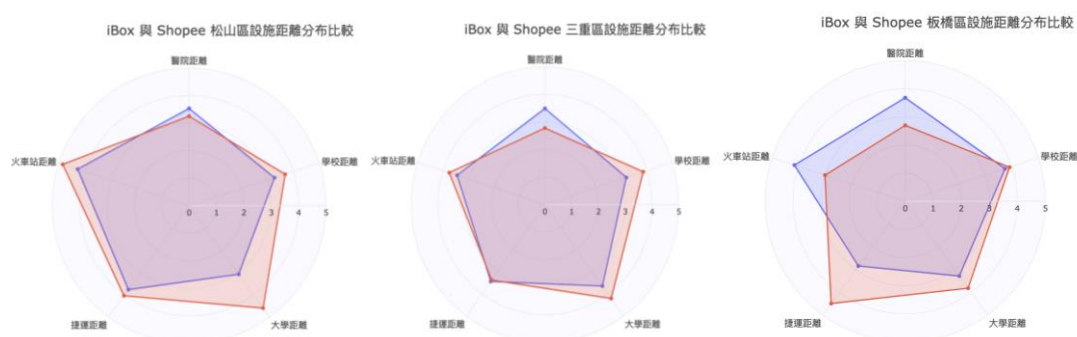 iBox 與 Shopee 松山區設施距離分布比較
醫院距離
火車站距離
學校距離
0 1 2 3 4 5
捷運距離
大學距離
iBox 與 Shopee 三重區設施距離分布比較
醫院距離
火車站距離
學校距離
0 1 2 3 4 5
捷運距離
大學距離
iBox 與 Shopee 板橋區設施距離分布比較
醫院距離
火車站距離
學校距離
0 1 2 3 4 5
捷運距離
大學距離